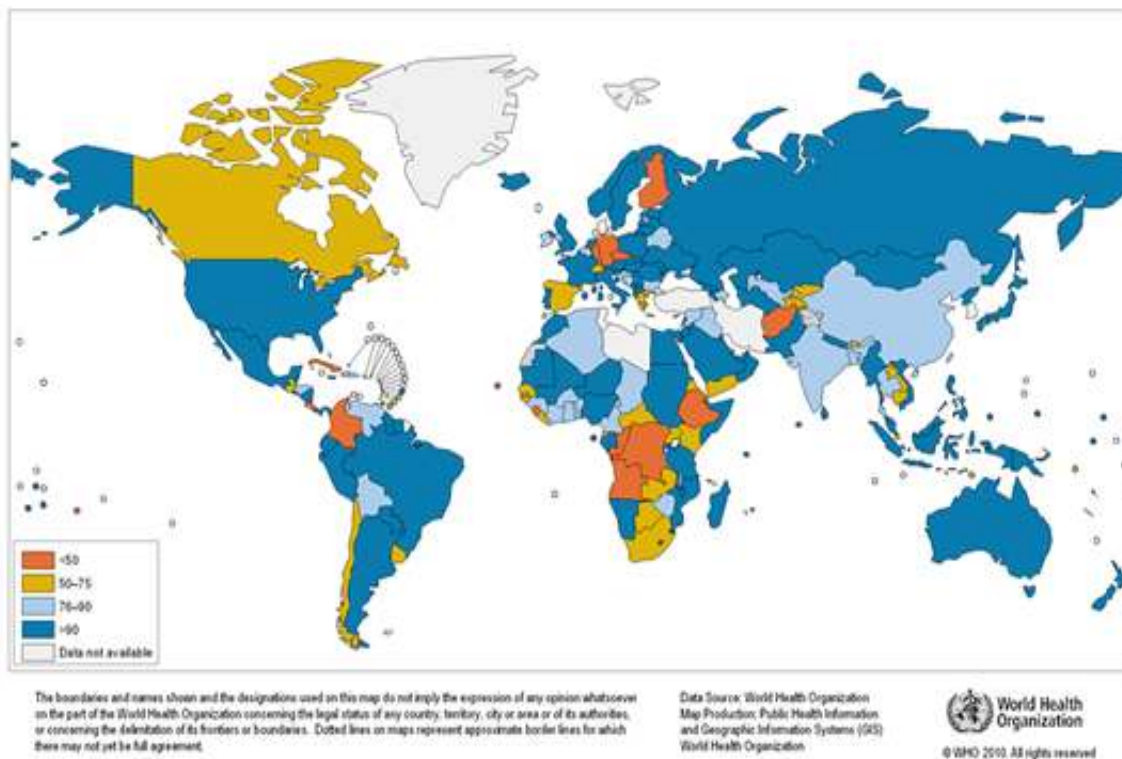 <50
50–75
76–90
>90
Data not available
The boundaries and names shown and the designations used on this map do not imply the expression of any opinion whatsoever
on the part of the World Health Organization concerning the legal status of any country, territory, city or area or of its authorities,
or concerning the delimitation of its frontiers or boundaries. Dotted lines on maps represent approximate border lines for which
there may not yet be full agreement.
Data Source: World Health Organization
Map Production: Public Health Information
and Geographic Information Systems (GIS)
World Health Organization
World Health
Organization
© WHO 2010. All rights reserved